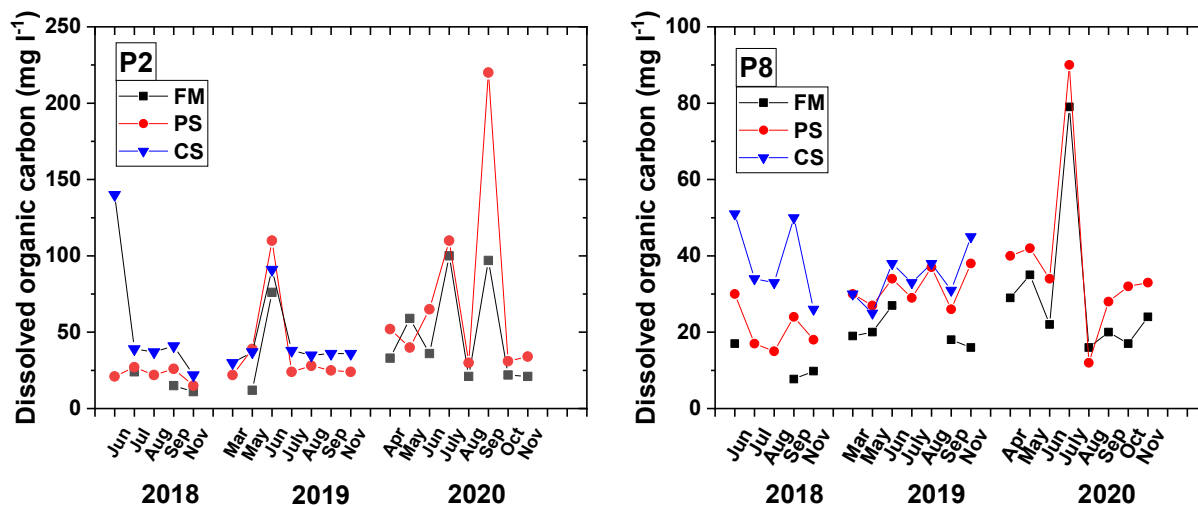 Dissolved organic carbon (mg l⁻¹)
250
200
150
100
50
0
P2
FM
PS
CS
Jun Jul Aug Sep Nov Mar May Jun July Aug Sep Nov Apr May Jun July Aug Sep Oct Nov
2018 2019 2020
Dissolved organic carbon (mg l⁻¹)
100
80
60
40
20
0
P8
FM
PS
CS
Jun Jul Aug Sep Nov Mar May Jun July Aug Sep Nov Apr May Jun July Aug Sep Oct Nov
2018 2019 2020